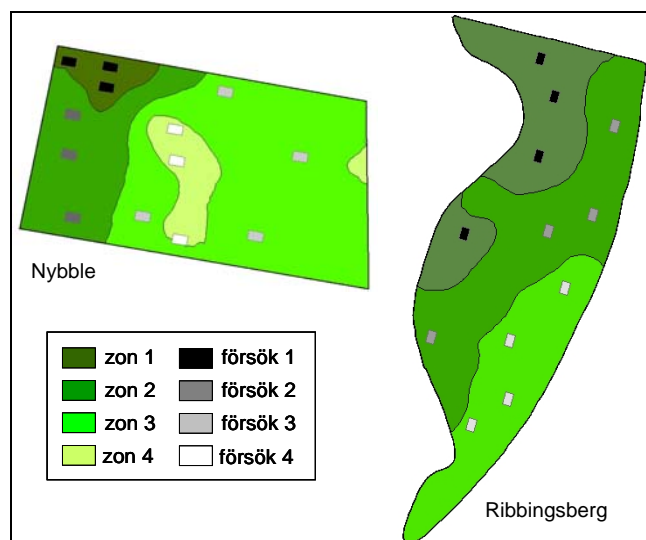 Nybble
zon 1 försök 1
zon 2 försök 2
zon 3 försök 3
zon 4 försök 4
Ribbingsberg